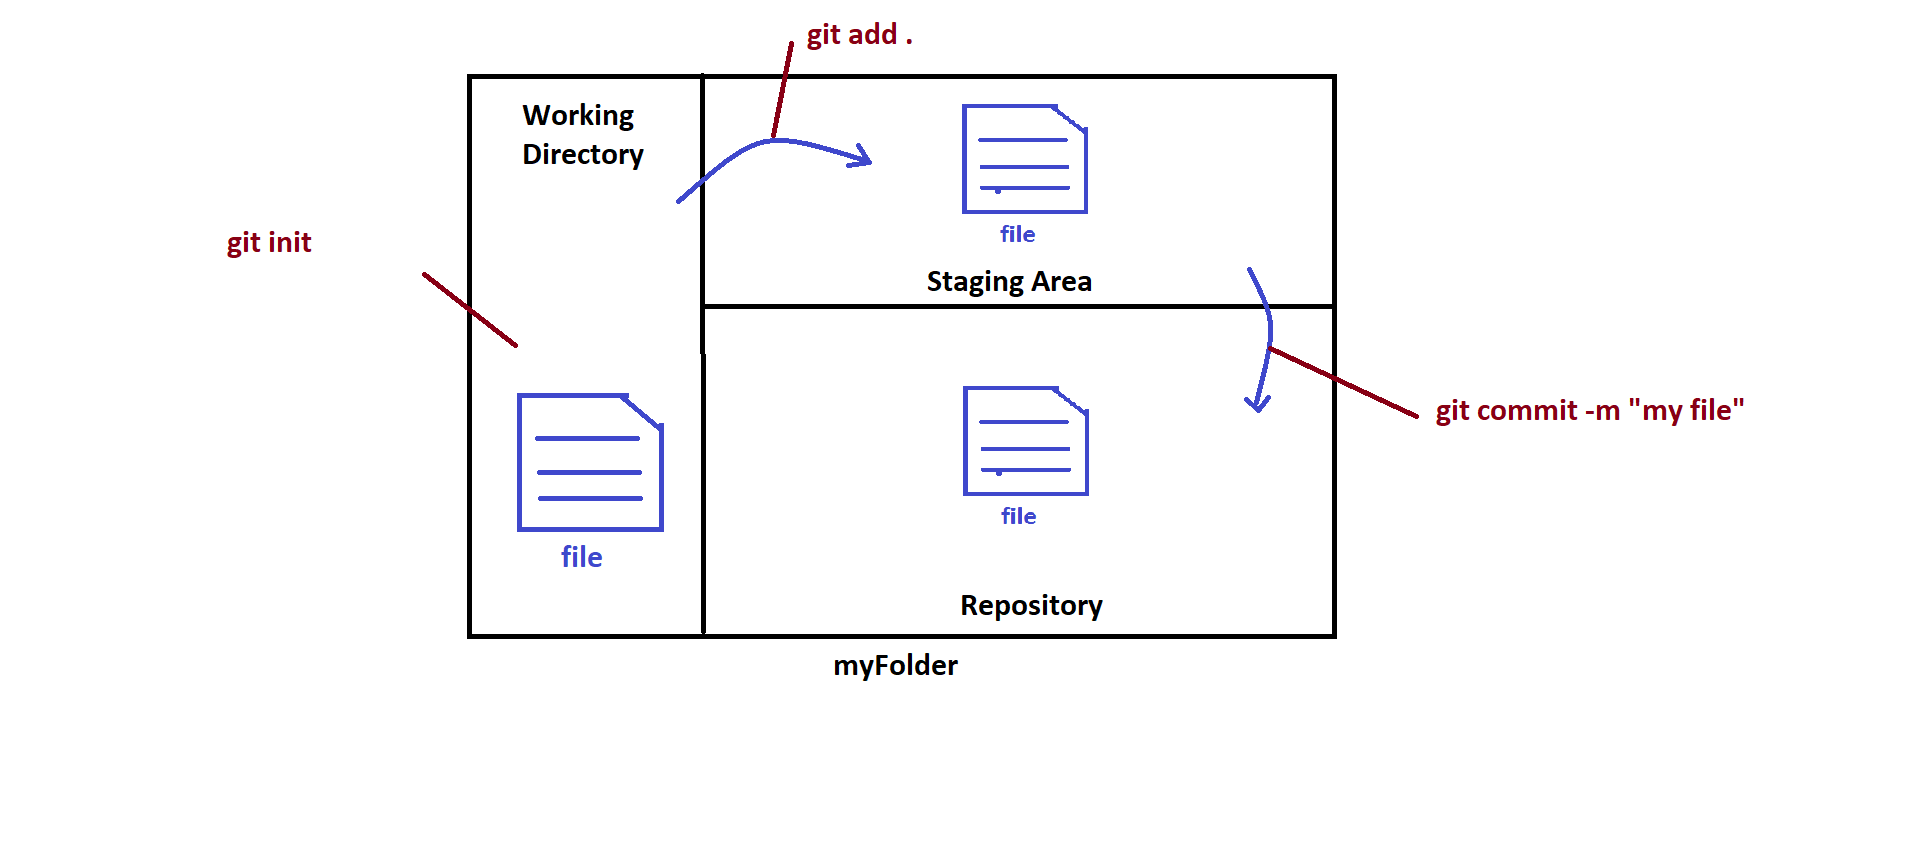 git add .
Working
Directory
file
Staging Area
git init
git commit -m "my file"
file
file
Repository
myFolder